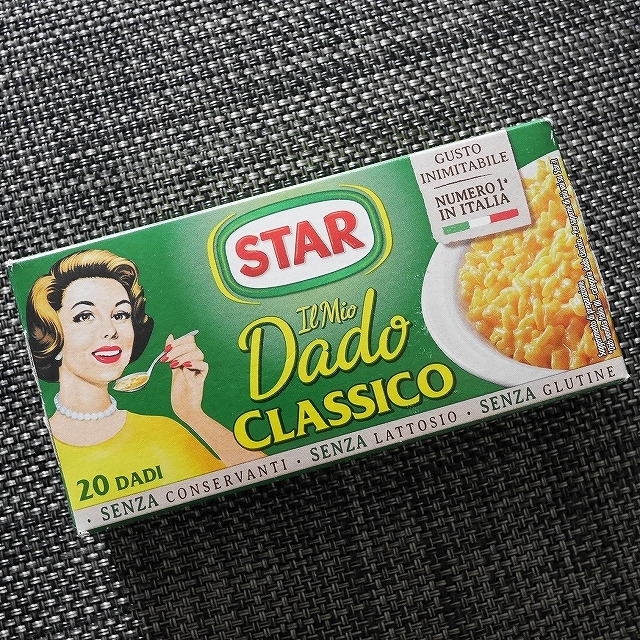 GUSTO
INIMITABILE
NUMERO 1*
IN ITALIA
STAR
Il Mio
Dado
CLASSICO
20 DADI
• SENZA CONSERVANTI • SENZA LATTOSIO • SENZA GLUTINE